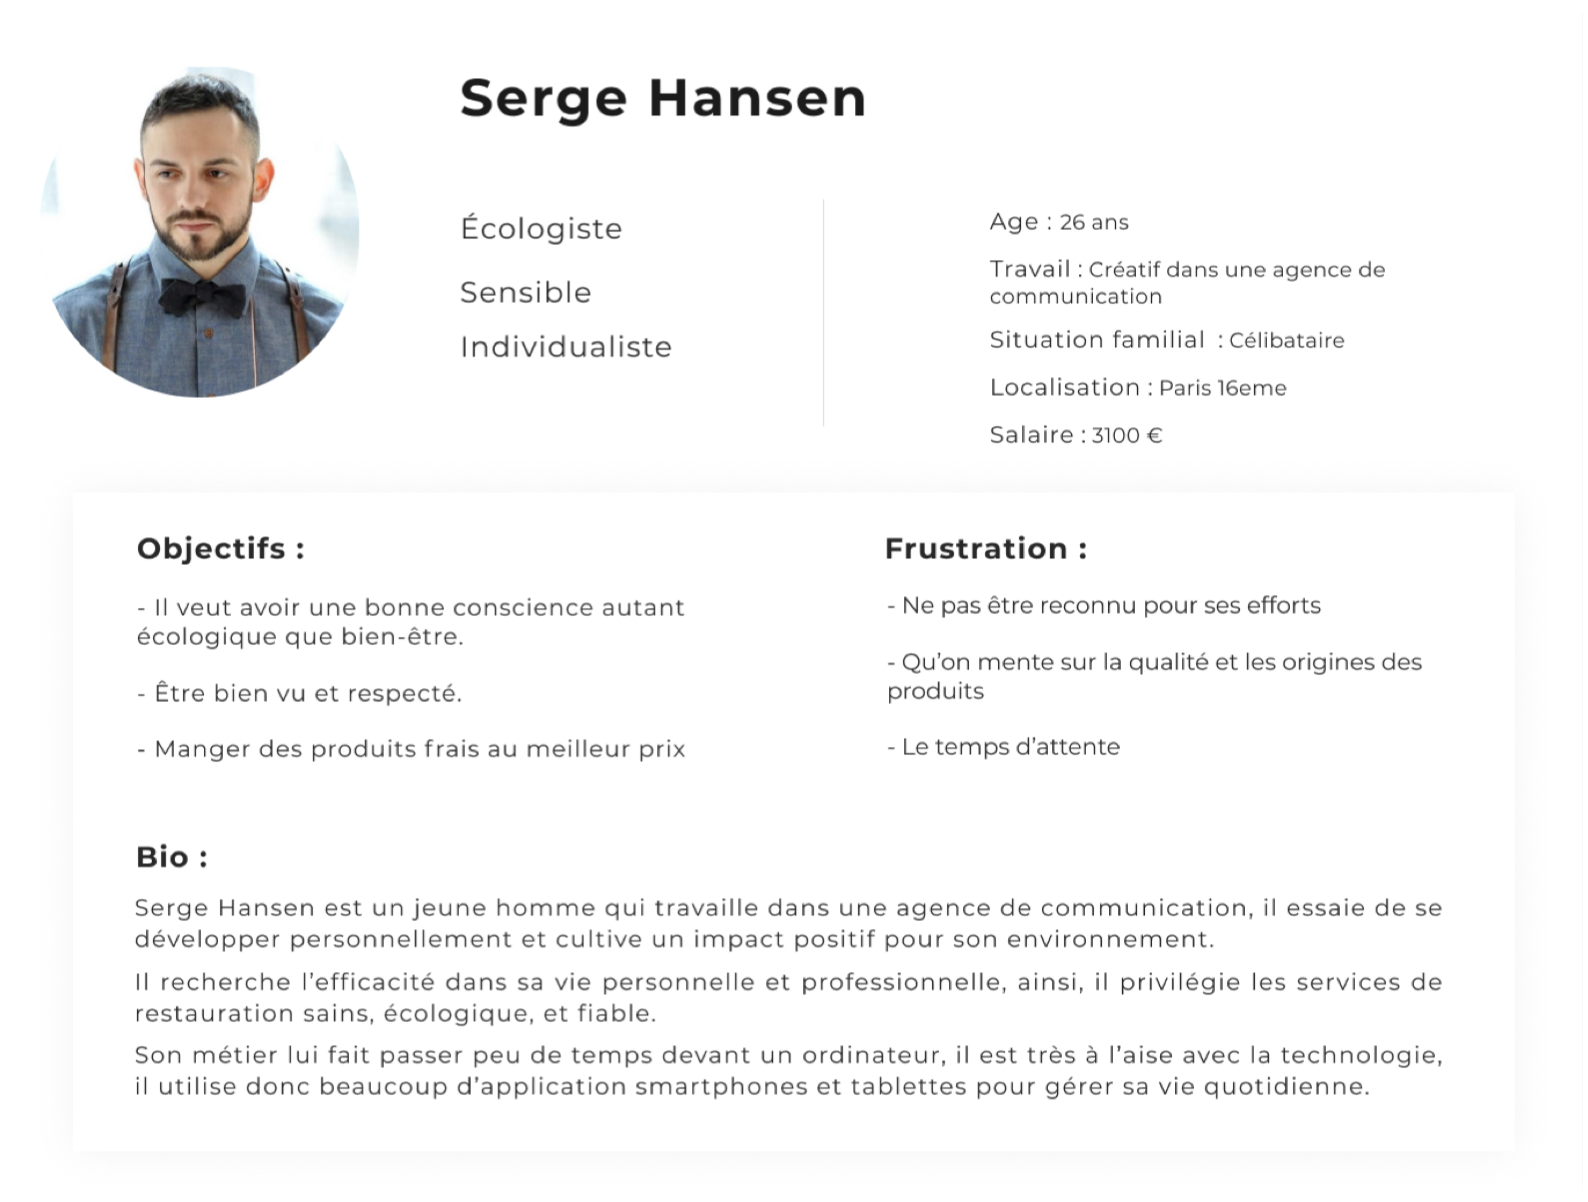 Serge Hansen
Écologiste
Sensible
Individualiste
Age : 26 ans
Travail : Créatif dans une agence de
communication
Situation familial  : Célibataire
Localisation : Paris 16eme
Salaire : 3100 €
Objectifs :
- Il veut avoir une bonne conscience autant
écologique que bien-être.
- Être bien vu et respecté.
- Manger des produits frais au meilleur prix
Frustration :
- Ne pas être reconnu pour ses efforts
- Qu’on mente sur la qualité et les origines des
produits
- Le temps d’attente
Bio :
Serge Hansen est un jeune homme qui travaille dans une agence de communication, il essaie de se
développer personnellement et cultive un impact positif pour son environnement.
Il recherche l’efficacité dans sa vie personnelle et professionnelle, ainsi, il privilégie les services de
restauration sains, écologique, et fiable.
Son métier lui fait passer peu de temps devant un ordinateur, il est très à l’aise avec la technologie,
il utilise donc beaucoup d’application smartphones et tablettes pour gérer sa vie quotidienne.